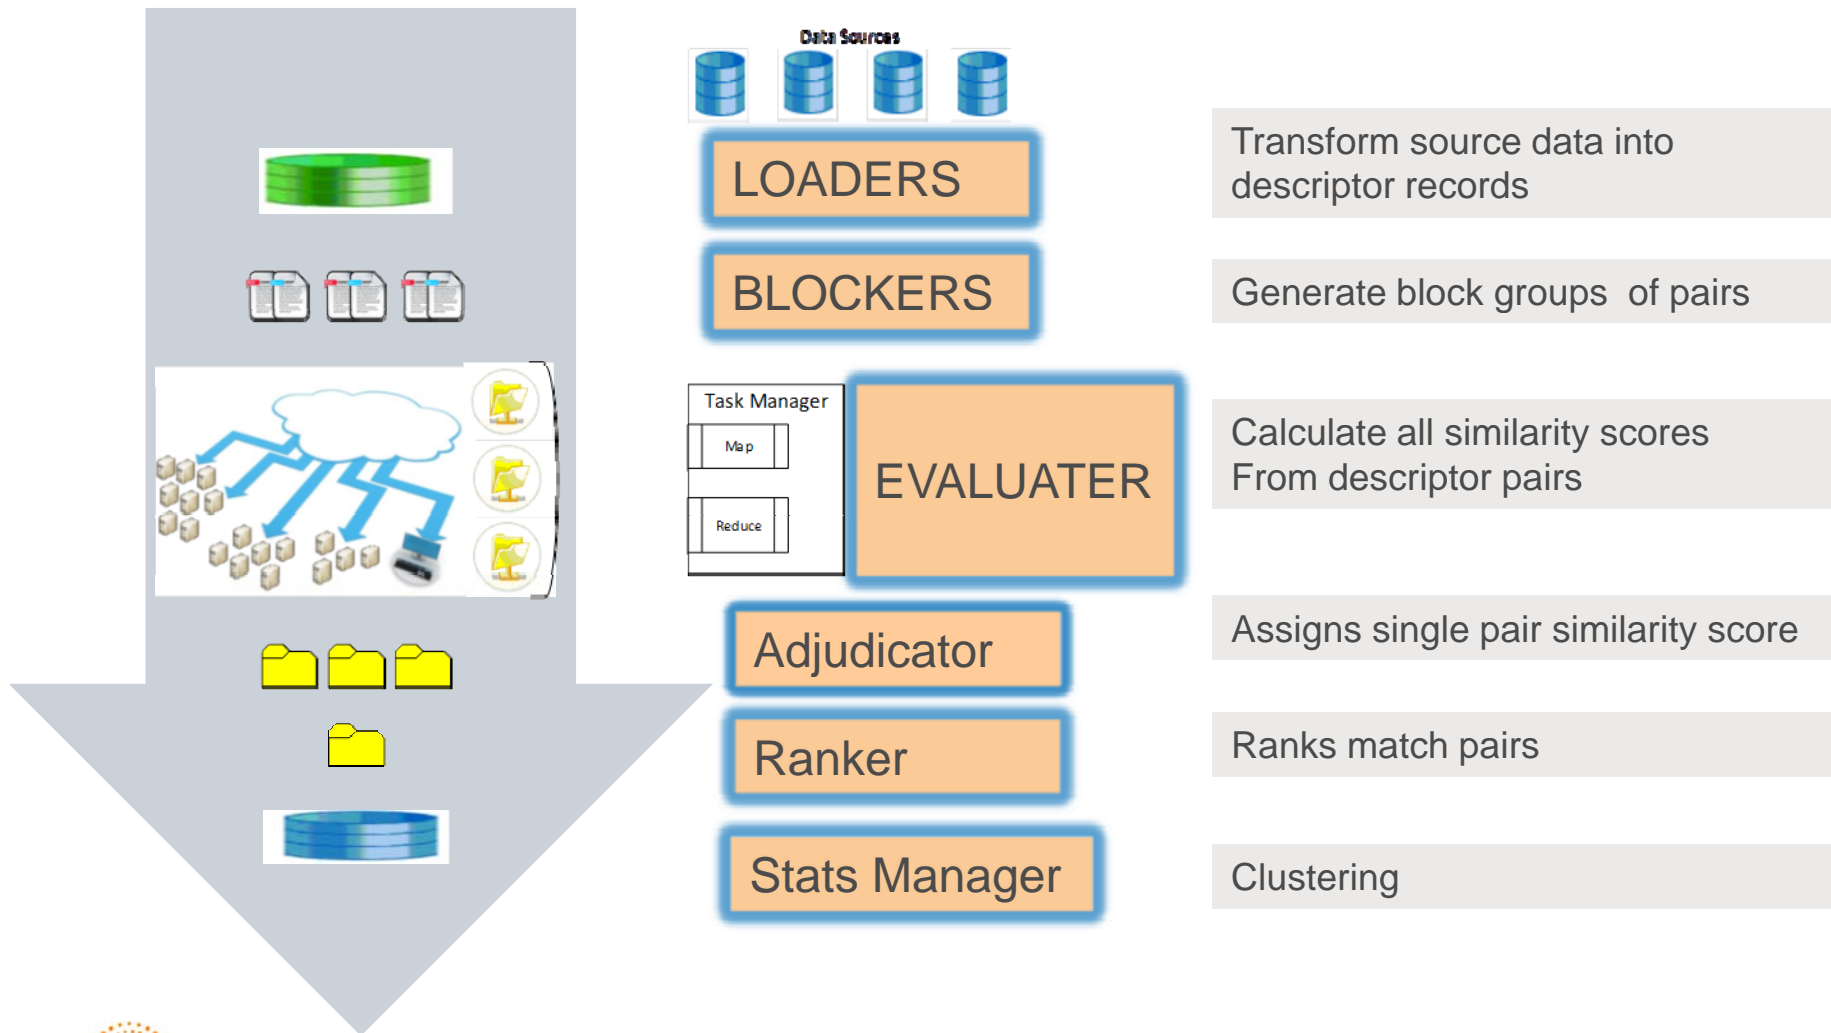 Data Sources
LOADERS
Transform source data into
descriptor records
BLOCKERS
Generate block groups  of pairs
Task Manager
Map
Reduce
EVALUATER
Calculate all similarity scores
From descriptor pairs
Adjudicator
Assigns single pair similarity score
Ranker
Ranks match pairs
Stats Manager
Clustering